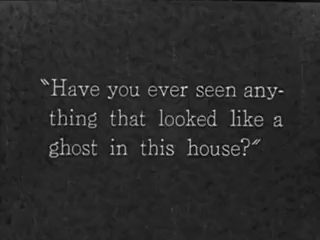 "Have you ever seen any-
thing that looked like a
ghost in this house?"